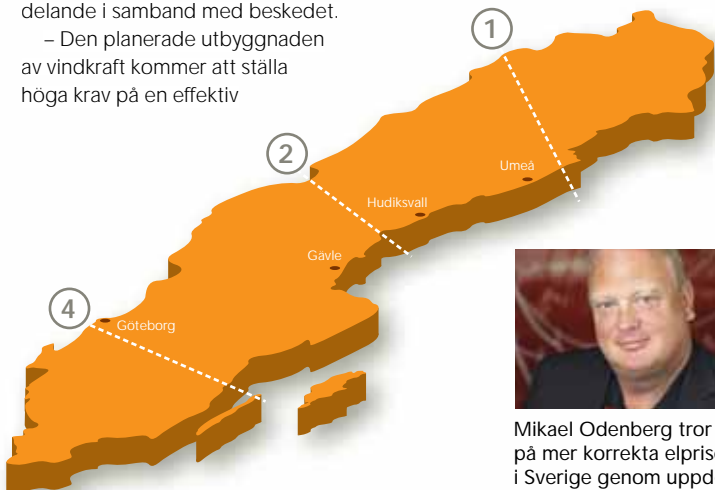 delande i samband med beskedet.
– Den planerade utbyggnaden
av vindkraft kommer att ställa
höga krav på en effektiv
1
2
Umeå
Hudiksvall
Gävle
4
Göteborg
Mikael Odenberg tror
på mer korrekta elpris
i Sverige genom uppd